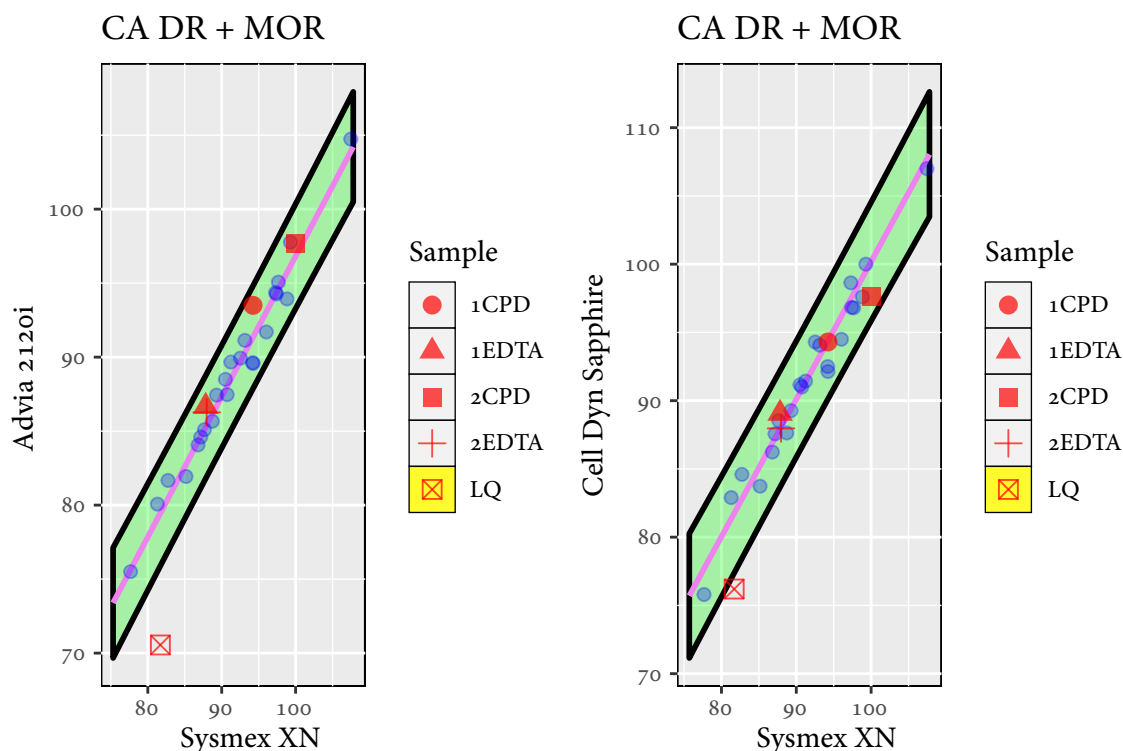 CA DR + MOR
Advia 2120i
100
90
80
70
80 90 100
Sysmex XN
Sample
1CPD
1EDTA
2CPD
2EDTA
LQ
CA DR + MOR
Cell Dyn Sapphire
110
100
90
80
70
80 90 100
Sysmex XN
Sample
1CPD
1EDTA
2CPD
2EDTA
LQ